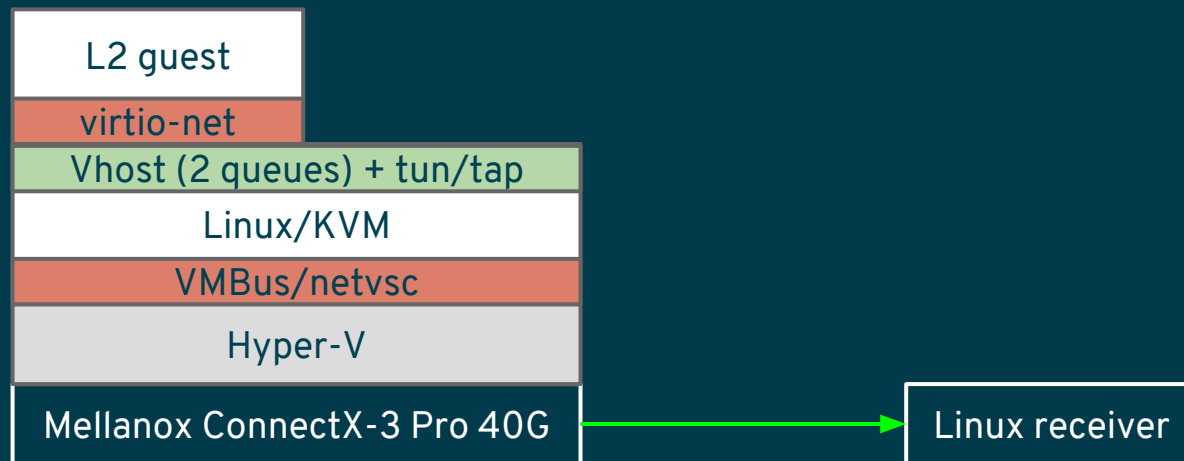 L2 guest
virtio-net
Vhost (2 queues) + tun/tap
Linux/KVM
VMBus/netvsc
Hyper-V
Mellanox ConnectX-3 Pro 40G
Linux receiver